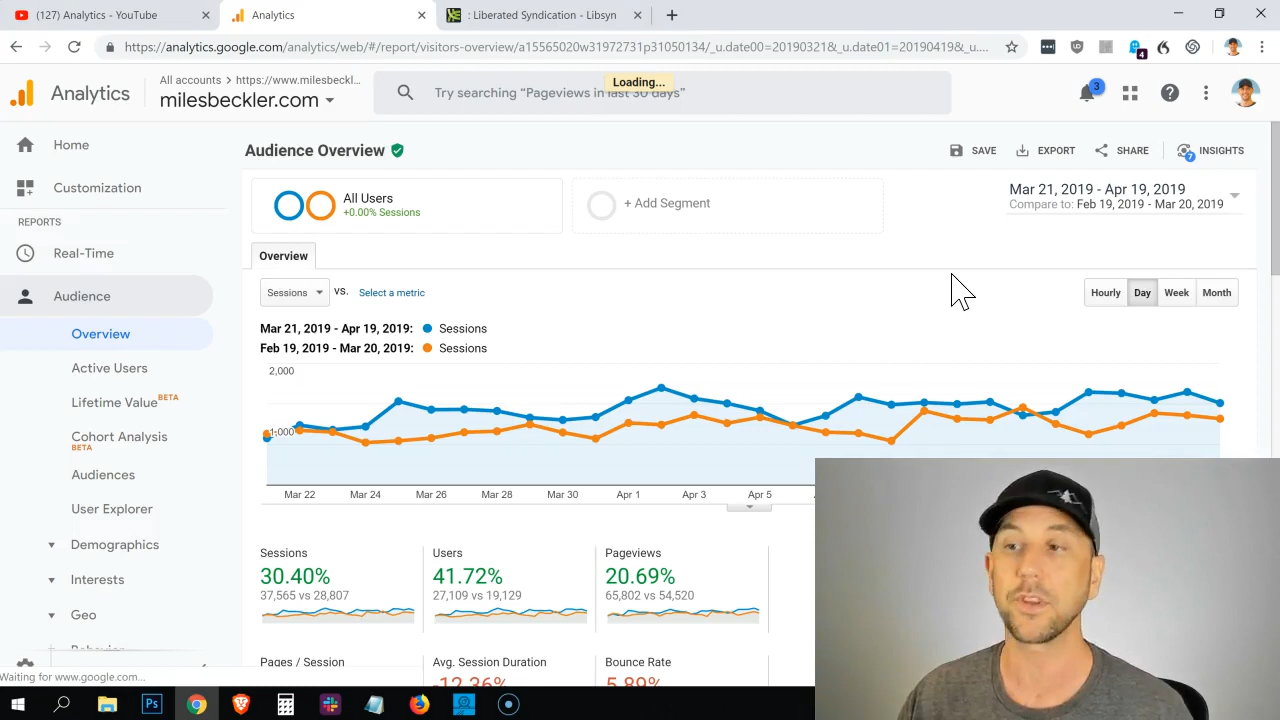 (127) Analytics - YouTube
Analytics
: Liberated Syndication - Libsyn
https://analytics.google.com/analytics/web/#/report/visitors-overview/a15565020w31972731p31050134/_u.date00=20190321&_u.date01=20190419&_u....
4
Analytics
All accounts > https://www.milesbeckl...
milesbeckler.com
Try searching "Pageviews in last 30 days"
Loading...
3
Home
Customization
REPORTS
Real-Time
Audience
Overview
Active Users
Lifetime Value BETA
Cohort Analysis
BETA
Audiences
User Explorer
Demographics
Interests
Geo
Audience Overview
SAVE
EXPORT
SHARE
INSIGHTS
7
All Users
+0.00% Sessions
+ Add Segment
Mar 21, 2019 - Apr 19, 2019
Compare to: Feb 19, 2019 - Mar 20, 2019
Overview
Sessions
vs.
Select a metric
Hourly
Day
Week
Month
Mar 21, 2019 - Apr 19, 2019: Sessions
Feb 19, 2019 - Mar 20, 2019: Sessions
2,000
1,000
Mar 22
Mar 24
Mar 26
Mar 28
Mar 30
Apr 1
Apr 3
Apr 5
Sessions
30.40%
37,565 vs 28,807
Users
41.72%
27,109 vs 19,129
Pageviews
20.69%
65,802 vs 54,520
Pages / Session
Avg. Session Duration
-12.36%
Bounce Rate
5.89%
Waiting for www.google.com...
Ps